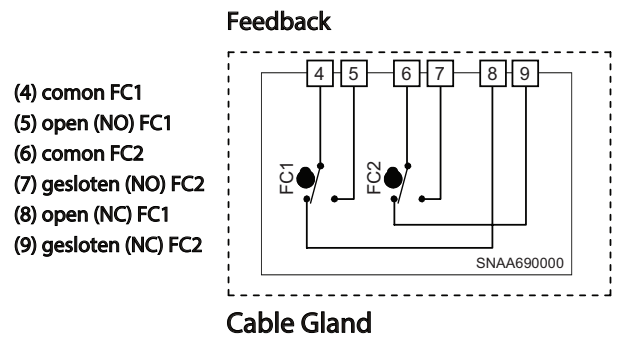 Feedback
4 5 6 7 8 9
(4) comon FC1
(5) open (NO) FC1
(6) comon FC2
(7) gesloten (NO) FC2
(8) open (NC) FC1
(9) gesloten (NC) FC2
FC1
FC2
SNAA690000
Cable Gland